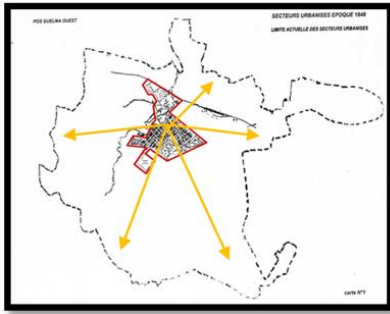 POS GUELMA OUEST
SECTEURS URBANISES EPOQUE 1848
LIMITE ACTUELLE DES SECTEURS URBANISES
carte N°1